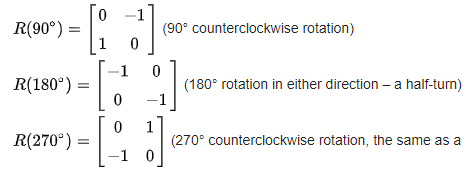 R(90°) = [0 −1; 1 0] (90° counterclockwise rotation)
R(180°) = [−1 0; 0 −1] (180° rotation in either direction – a half-turn)
R(270°) = [0 1; −1 0] (270° counterclockwise rotation, the same as a